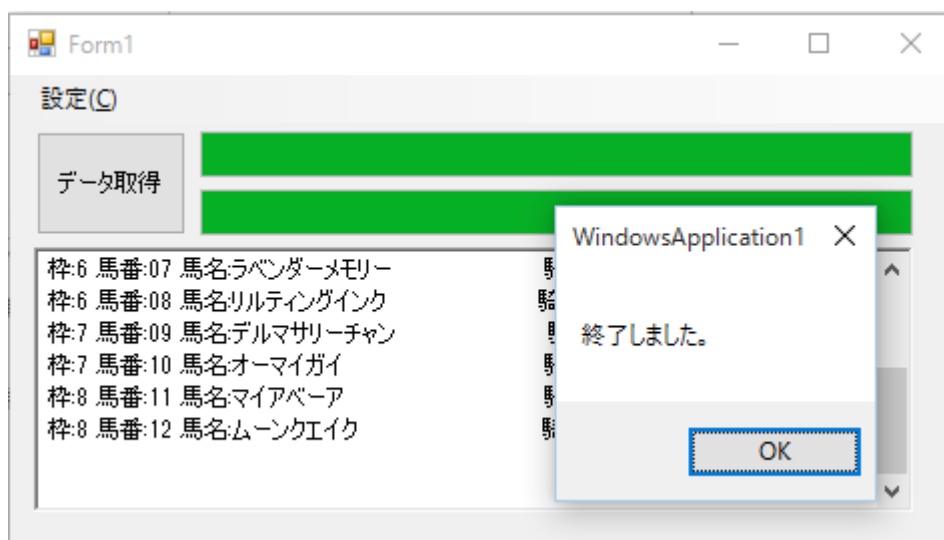 Form1
設定(C)
データ取得
WindowsApplication1
終了しました。
OK
枠:6 馬番:07 馬名:ラベンダーメモリー
枠:6 馬番:08 馬名:リルティングインク
枠:7 馬番:09 馬名:デルマサリーチャン
枠:7 馬番:10 馬名:オーマイガイ
枠:8 馬番:11 馬名:マイアベーア
枠:8 馬番:12 馬名:ムーンクエイク